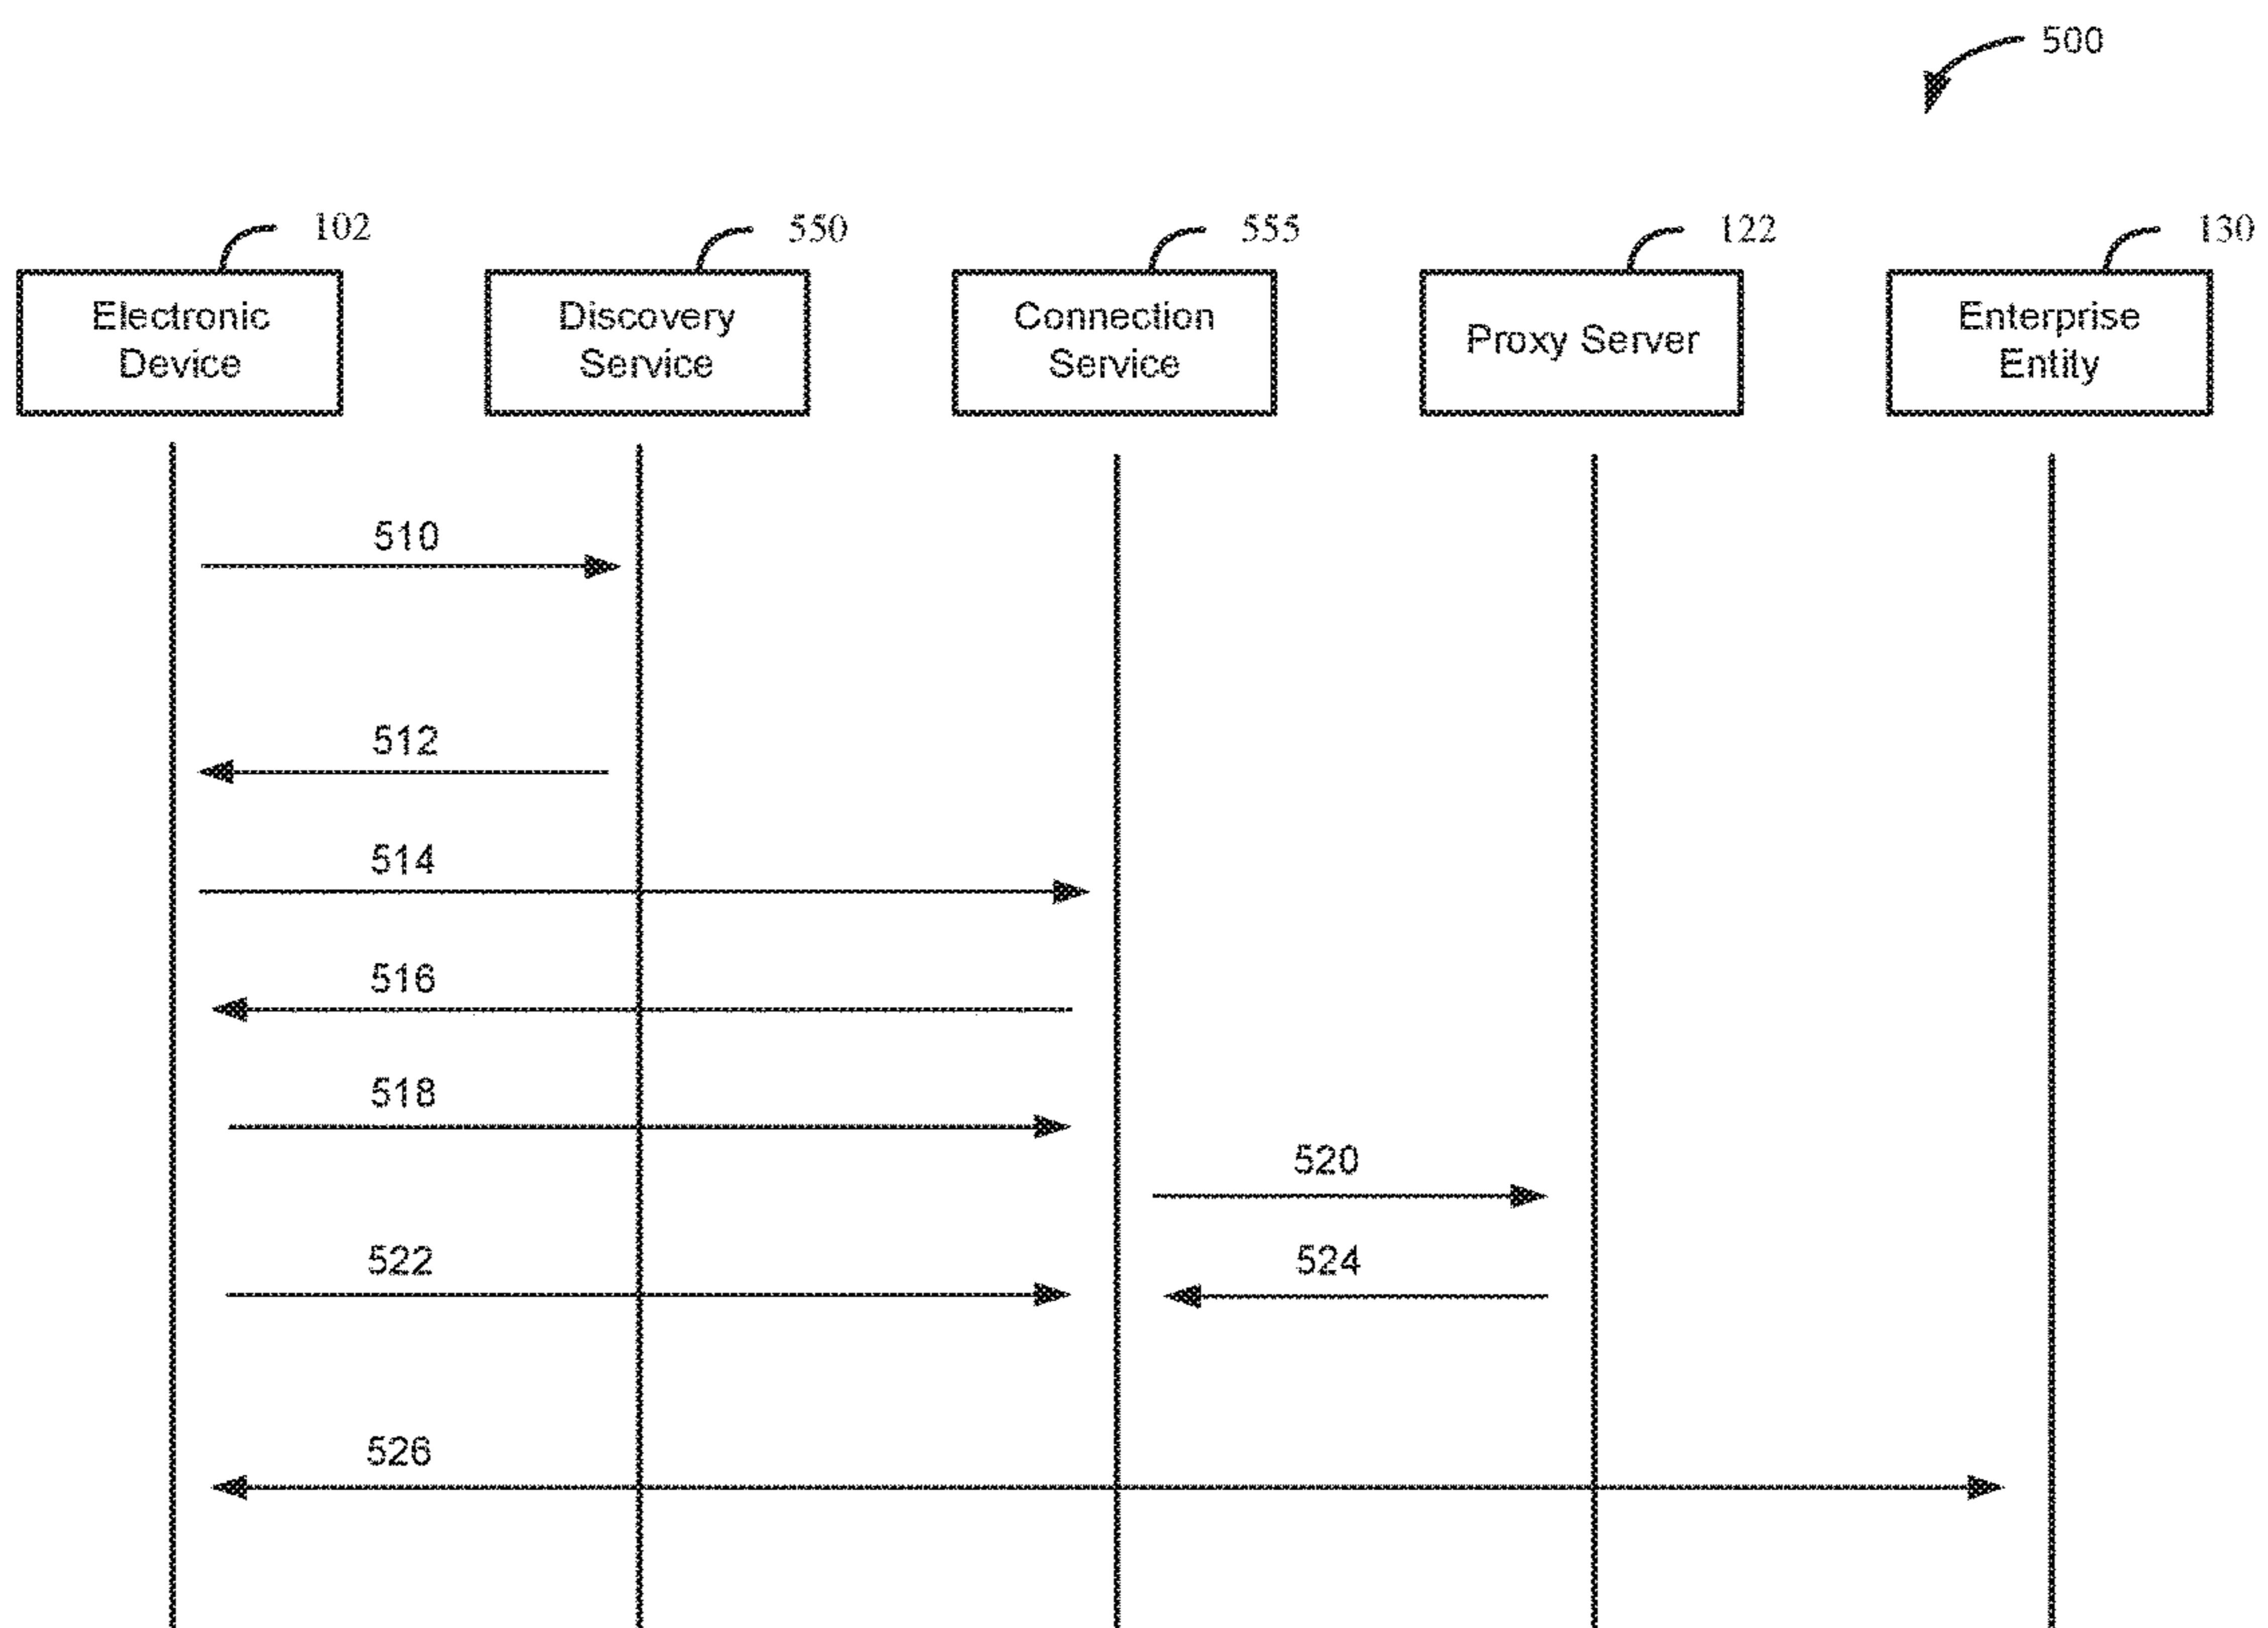 500
102
550
555
122
130
Electronic
Device
Discovery
Service
Connection
Service
Proxy Server
Enterprise
Entity
510
512
514
516
518
520
522
524
526